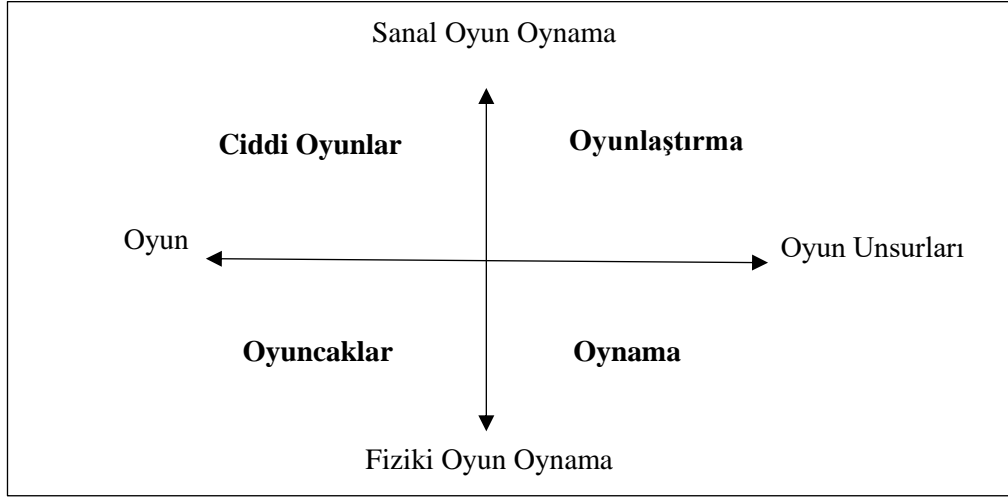 Sanal Oyun Oynama
Ciddi Oyunlar
Oyunlaştırma
Oyun
Oyun Unsurları
Oyuncaklar
Oynama
Fiziki Oyun Oynama